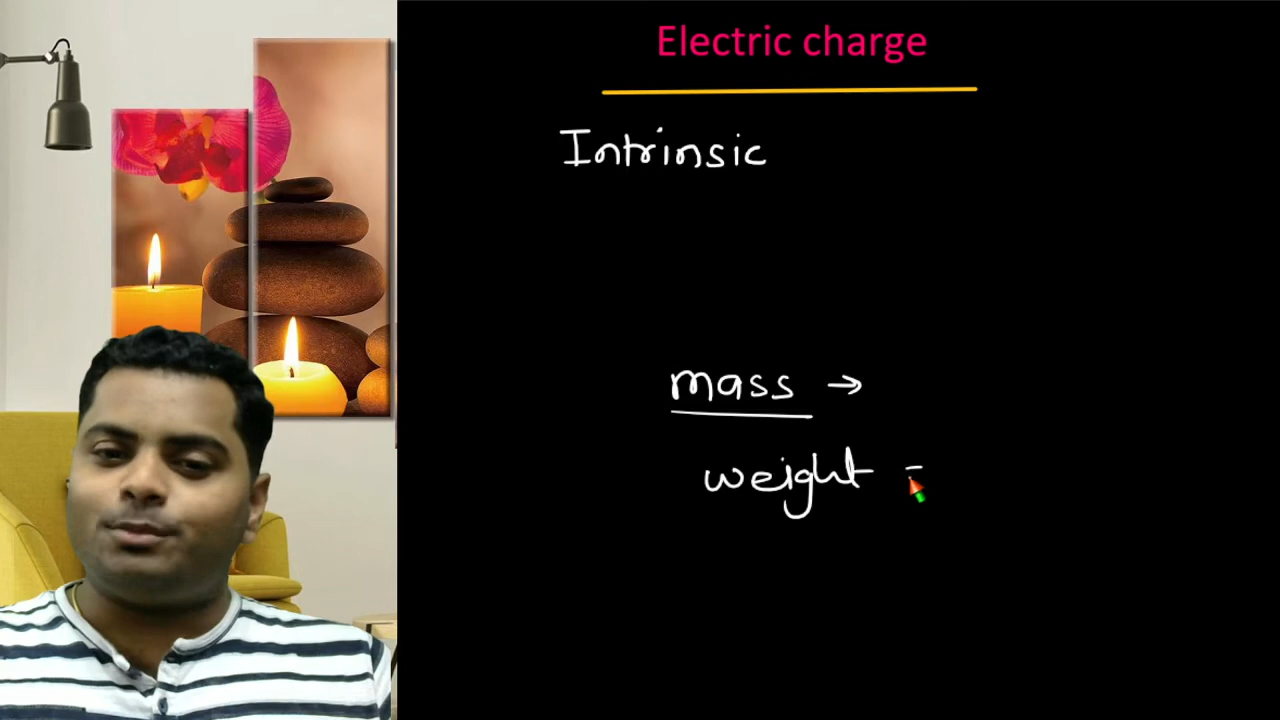 Electric charge
Intrinsic
mass →
weight =